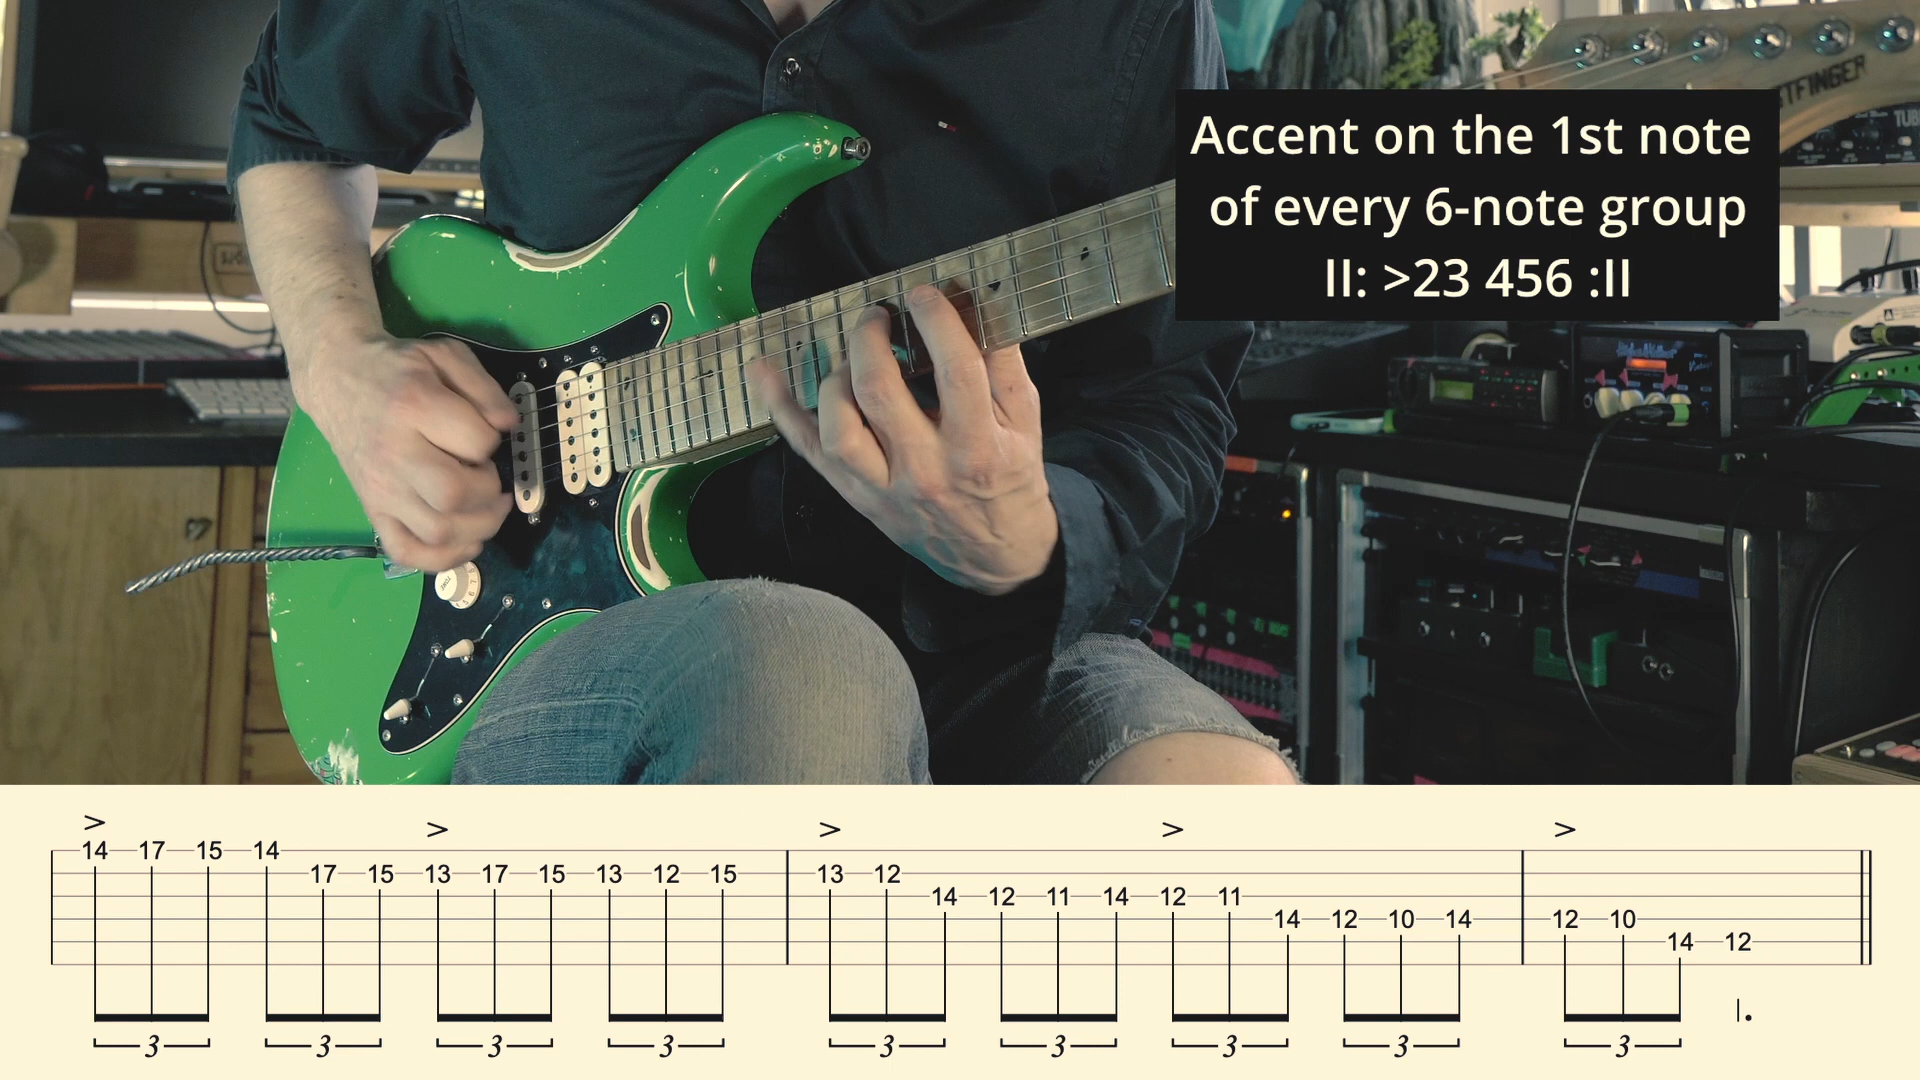 TFINGER
TUB
Accent on the 1st note
of every 6-note group
II: >23 456 :II
> > > > >
14 17 15 14
17 15 13 17 15 13 12 15 13 12
14 12 11 14 12 11
14 12 10 14 12 10
14 12
3 3 3 3 3 3 3 3 3